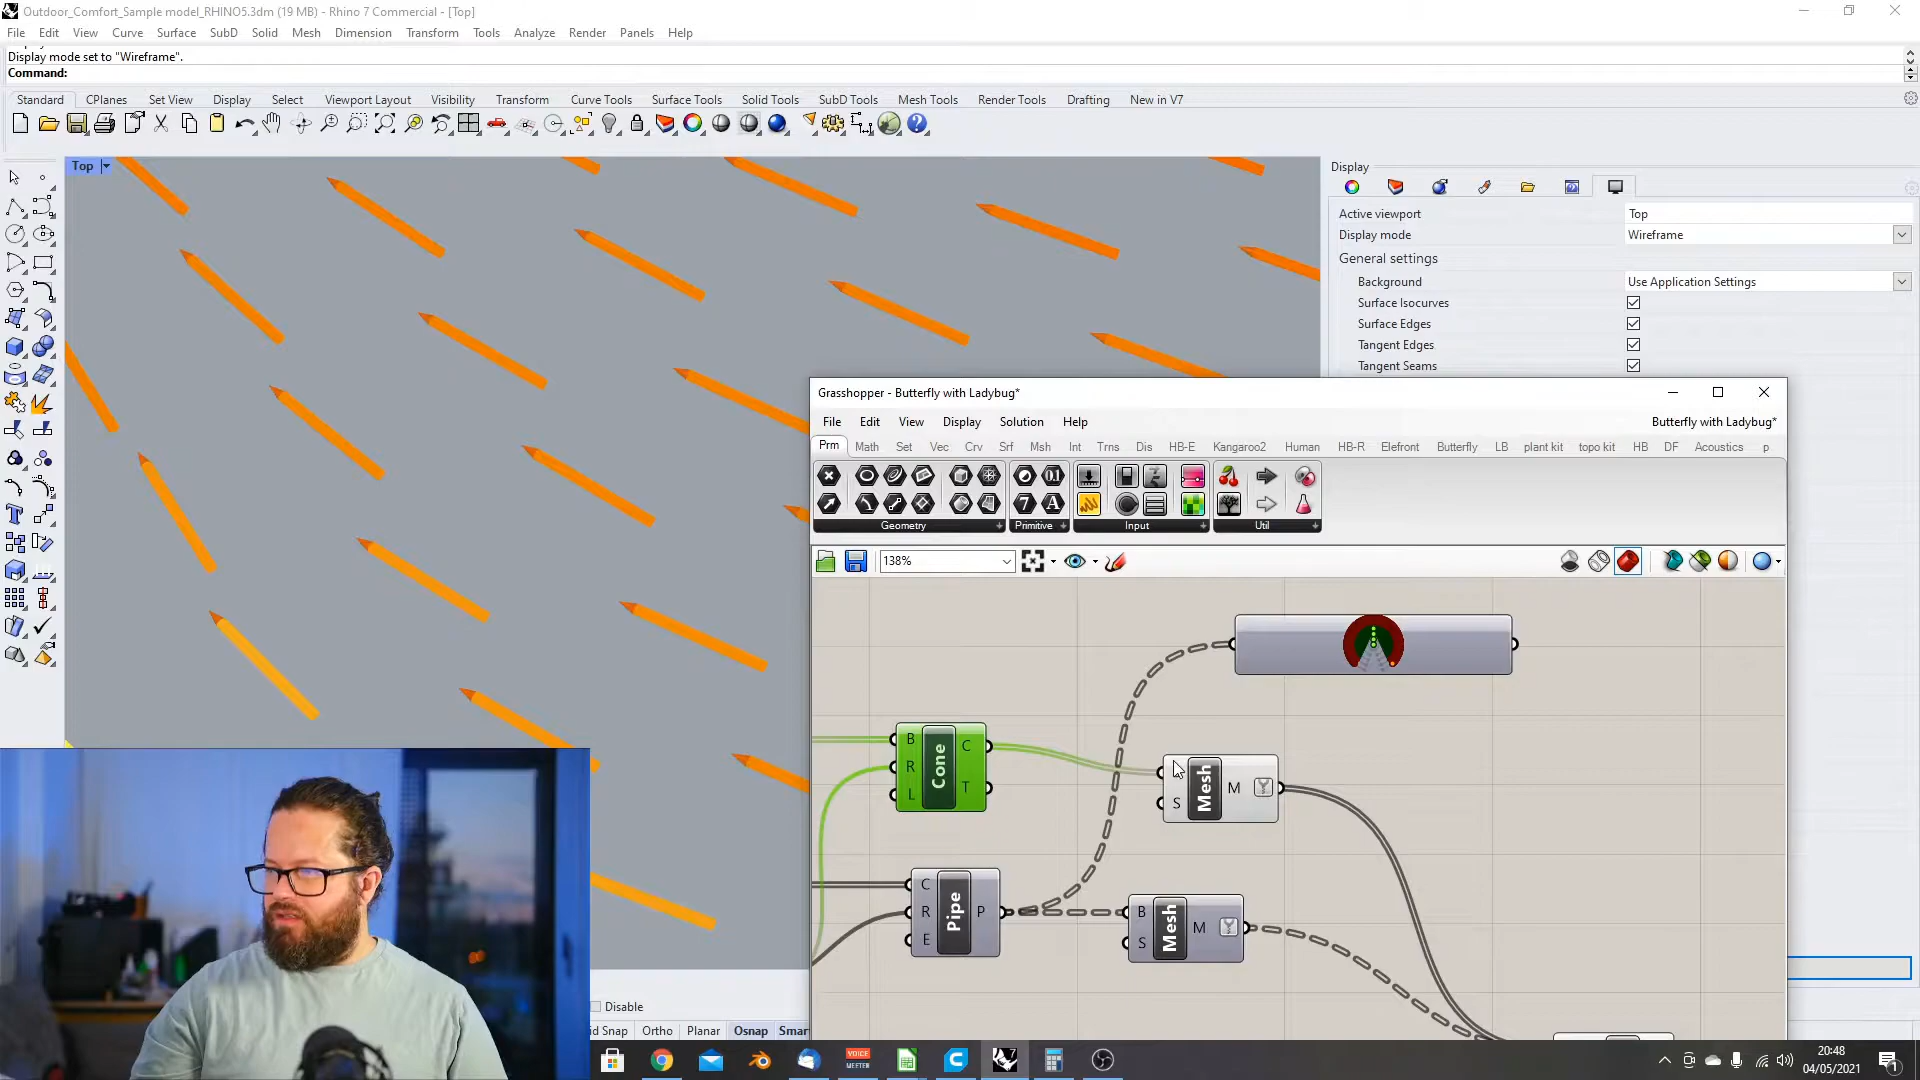 Outdoor_Comfort_Sample model_RHINO5.3dm (19 MB) - Rhino 7 Commercial - [Top]
File Edit View Curve Surface SubD Solid Mesh Dimension Transform Tools Analyze Render Panels Help
Display mode set to "Wireframe".
Command:
Standard CPlanes Set View Display Select Viewport Layout Visibility Transform Curve Tools Surface Tools Solid Tools SubD Tools Mesh Tools Render Tools Drafting New in V7
Top
Display
Active viewport Top
Display mode Wireframe
General settings
Background Use Application Settings
Surface Isocurves
Surface Edges
Tangent Edges
Tangent Seams
Grasshopper - Butterfly with Ladybug*
File Edit View Display Solution Help Butterfly with Ladybug*
Prm Math Set Vec Crv Srf Msh Int Trns Dis HB-E Kangaroo2 Human HB-R Elefront Butterfly LB plant kit topo kit HB DF Acoustics p
Geometry Primitive Input Util
138%
B R L Cone C T
S Mesh M
C R E Pipe P
B S Mesh M
Disable
id Snap Ortho Planar Osnap Smar
VOICE MEETER
20:48
04/05/2021
1